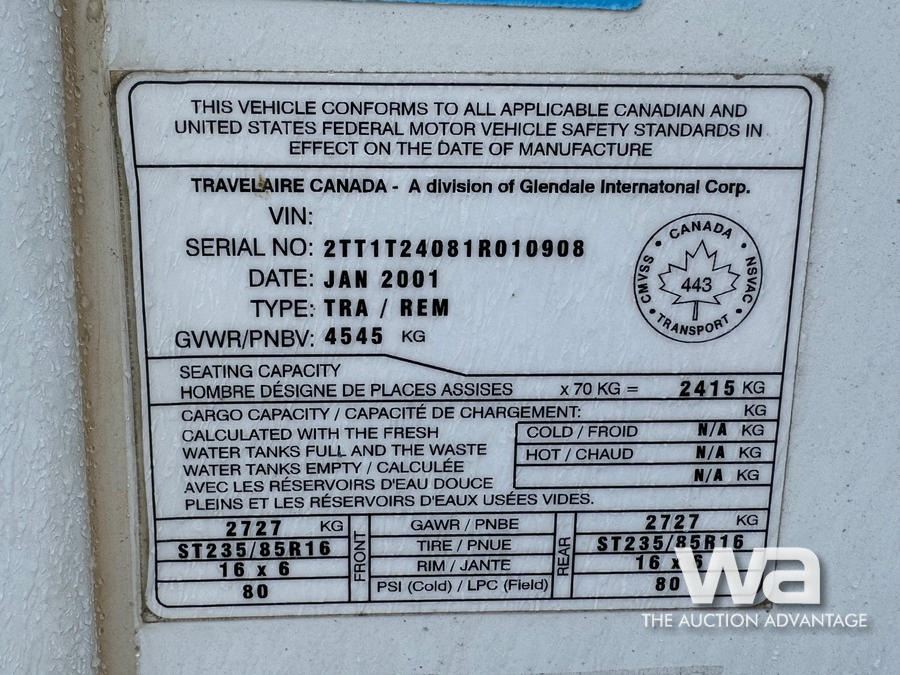 THIS VEHICLE CONFORMS TO ALL APPLICABLE CANADIAN AND
UNITED STATES FEDERAL MOTOR VEHICLE SAFETY STANDARDS IN
EFFECT ON THE DATE OF MANUFACTURE
TRAVELAIRE CANADA - A division of Glendale Internatonal Corp.
VIN:
SERIAL NO: 2TT1T24081R010908
DATE: JAN 2001
TYPE: TRA / REM
GVWR/PNBV: 4545 KG
CANADA
CMVSS 443 NSVAC
TRANSPORT
SEATING CAPACITY
HOMBRE DÉSIGNE DE PLACES ASSISES x 70 KG = 2415 KG
CARGO CAPACITY / CAPACITÉ DE CHARGEMENT: KG
CALCULATED WITH THE FRESH COLD / FROID N/A KG
WATER TANKS FULL AND THE WASTE HOT / CHAUD N/A KG
WATER TANKS EMPTY / CALCULÉE N/A KG
AVEC LES RÉSERVOIRS D'EAU DOUCE
PLEINS ET LES RÉSERVOIRS D'EAUX USÉES VIDES.
2727 KG GAWR / PNBE 2727 KG
ST235/85R16 TIRE / PNUE ST235/85R16
FRONT REAR
16 x 6 RIM / JANTE 16 x 6
80 PSI (Cold) / LPC (Field) 80
wa
THE AUCTION ADVANTAGE